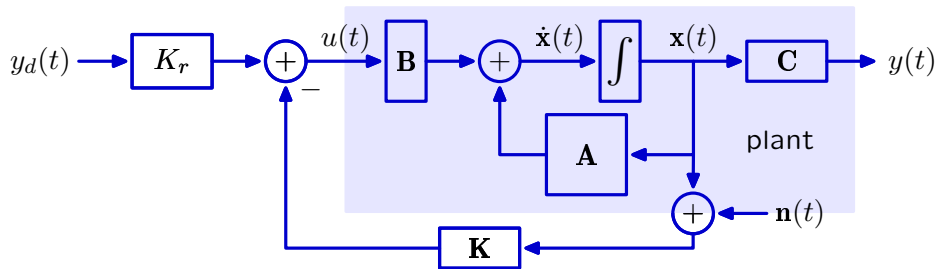 y_d(t) K_r + u(t) B + ẋ(t) ∫ x(t) C y(t)
−
A plant
+ n(t)
K